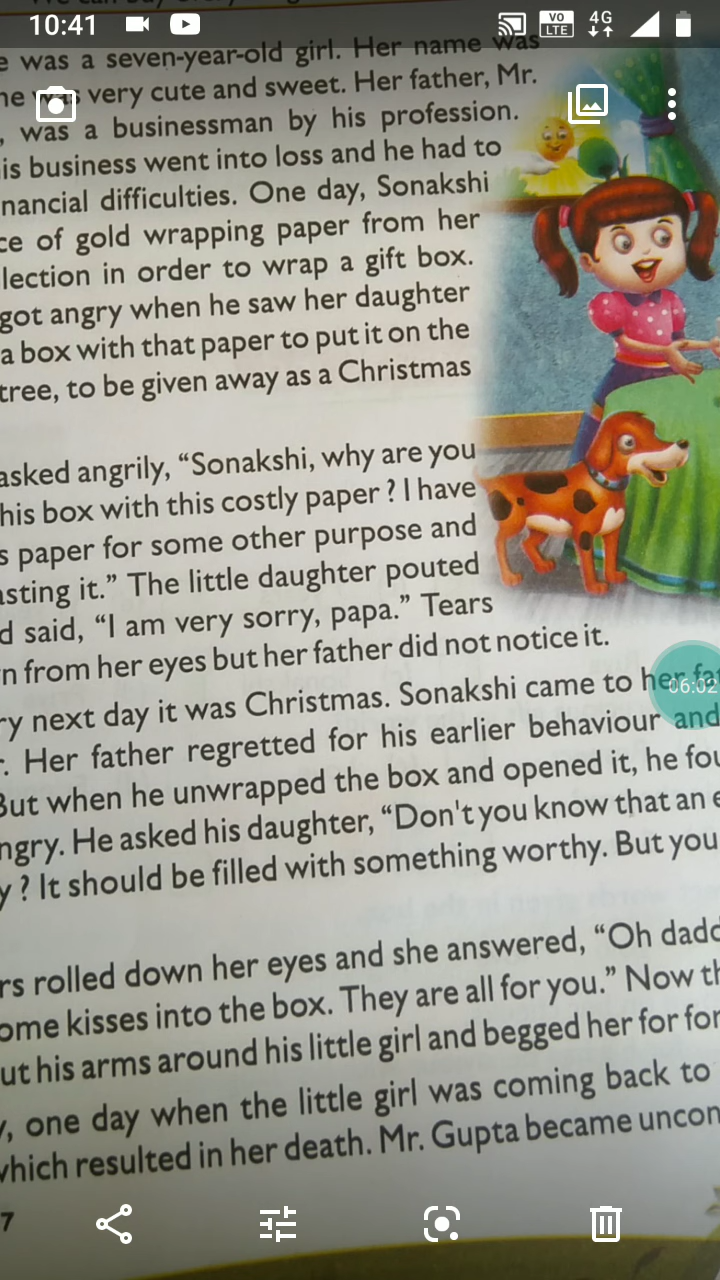 10:41
VO LTE
4G
e was a seven-year-old girl. Her name was
very cute and sweet. Her father, Mr.
, was a businessman by his profession.
is business went into loss and he had to
nancial difficulties. One day, Sonakshi
ce of gold wrapping paper from her
lection in order to wrap a gift box.
got angry when he saw her daughter
a box with that paper to put it on the
tree, to be given away as a Christmas
asked angrily, “Sonakshi, why are you
his box with this costly paper ? I have
s paper for some other purpose and
asting it.” The little daughter pouted
d said, “I am very sorry, papa.” Tears
n from her eyes but her father did not notice it.
06:02
ry next day it was Christmas. Sonakshi came to her fat
r. Her father regretted for his earlier behaviour and
But when he unwrapped the box and opened it, he fou
ngry. He asked his daughter, “Don't you know that an e
y ? It should be filled with something worthy. But you
rs rolled down her eyes and she answered, “Oh dadd
ome kisses into the box. They are all for you.” Now th
ut his arms around his little girl and begged her for for
y, one day when the little girl was coming back to
which resulted in her death. Mr. Gupta became uncon
7